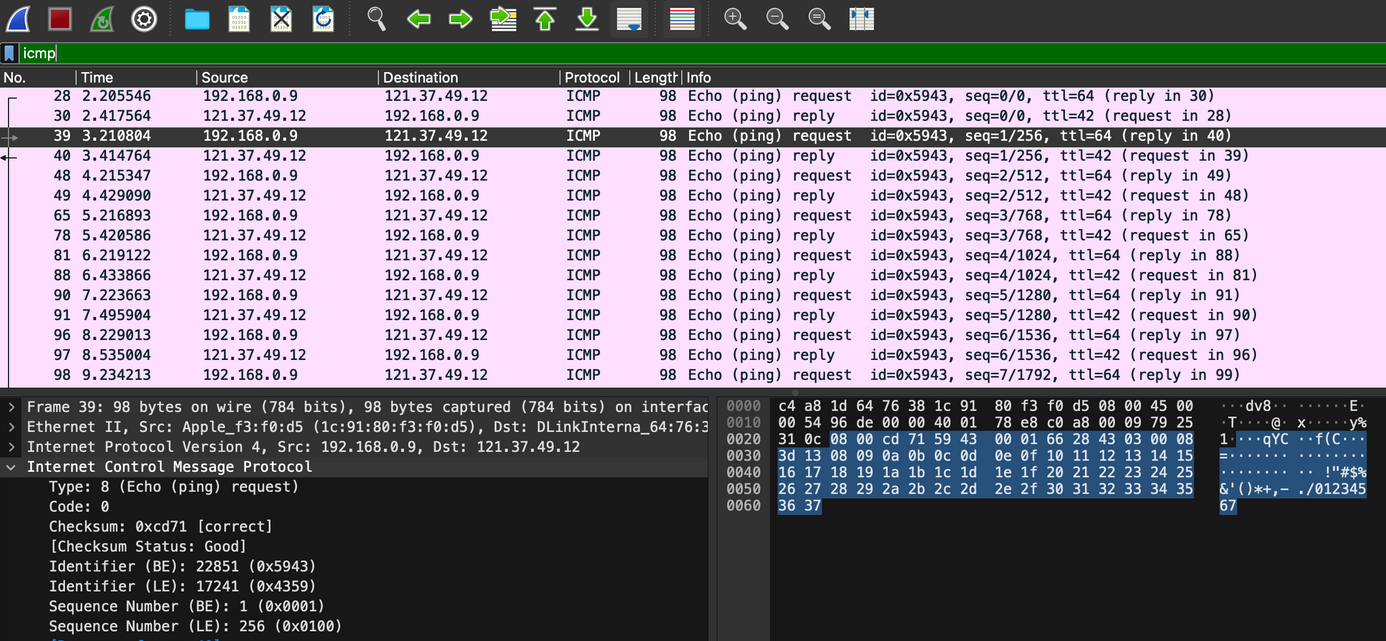 icmp
No. Time Source Destination Protocol Length Info
28 2.205546 192.168.0.9 121.37.49.12 ICMP 98 Echo (ping) request id=0x5943, seq=0/0, ttl=64 (reply in 30)
30 2.417564 121.37.49.12 192.168.0.9 ICMP 98 Echo (ping) reply id=0x5943, seq=0/0, ttl=42 (request in 28)
39 3.210804 192.168.0.9 121.37.49.12 ICMP 98 Echo (ping) request id=0x5943, seq=1/256, ttl=64 (reply in 40)
40 3.414764 121.37.49.12 192.168.0.9 ICMP 98 Echo (ping) reply id=0x5943, seq=1/256, ttl=42 (request in 39)
48 4.215347 192.168.0.9 121.37.49.12 ICMP 98 Echo (ping) request id=0x5943, seq=2/512, ttl=64 (reply in 49)
49 4.429090 121.37.49.12 192.168.0.9 ICMP 98 Echo (ping) reply id=0x5943, seq=2/512, ttl=42 (request in 48)
65 5.216893 192.168.0.9 121.37.49.12 ICMP 98 Echo (ping) request id=0x5943, seq=3/768, ttl=64 (reply in 78)
78 5.420586 121.37.49.12 192.168.0.9 ICMP 98 Echo (ping) reply id=0x5943, seq=3/768, ttl=42 (request in 65)
81 6.219122 192.168.0.9 121.37.49.12 ICMP 98 Echo (ping) request id=0x5943, seq=4/1024, ttl=64 (reply in 88)
88 6.433866 121.37.49.12 192.168.0.9 ICMP 98 Echo (ping) reply id=0x5943, seq=4/1024, ttl=42 (request in 81)
90 7.223663 192.168.0.9 121.37.49.12 ICMP 98 Echo (ping) request id=0x5943, seq=5/1280, ttl=64 (reply in 91)
91 7.495904 121.37.49.12 192.168.0.9 ICMP 98 Echo (ping) reply id=0x5943, seq=5/1280, ttl=42 (request in 90)
96 8.229013 192.168.0.9 121.37.49.12 ICMP 98 Echo (ping) request id=0x5943, seq=6/1536, ttl=64 (reply in 97)
97 8.535004 121.37.49.12 192.168.0.9 ICMP 98 Echo (ping) reply id=0x5943, seq=6/1536, ttl=42 (request in 96)
98 9.234213 192.168.0.9 121.37.49.12 ICMP 98 Echo (ping) request id=0x5943, seq=7/1792, ttl=64 (reply in 99)
Frame 39: 98 bytes on wire (784 bits), 98 bytes captured (784 bits) on interfac
Ethernet II, Src: Apple_f3:f0:d5 (1c:91:80:f3:f0:d5), Dst: DLinkInterna_64:76:3
Internet Protocol Version 4, Src: 192.168.0.9, Dst: 121.37.49.12
Internet Control Message Protocol
Type: 8 (Echo (ping) request)
Code: 0
Checksum: 0xcd71 [correct]
[Checksum Status: Good]
Identifier (BE): 22851 (0x5943)
Identifier (LE): 17241 (0x4359)
Sequence Number (BE): 1 (0x0001)
Sequence Number (LE): 256 (0x0100)
0000 c4 a8 1d 64 76 38 1c 91 80 f3 f0 d5 08 00 45 00 ···dv8·· ······E·
0010 00 54 96 de 00 00 40 01 78 e8 c0 a8 00 09 79 25 ·T····@· x·····y%
0020 31 0c 08 00 cd 71 59 43 00 01 66 28 43 03 00 08 1····qYC ··f(C···
0030 3d 13 08 09 0a 0b 0c 0d 0e 0f 10 11 12 13 14 15 =······· ········
0040 16 17 18 19 1a 1b 1c 1d 1e 1f 20 21 22 23 24 25 ········ ·· !"#$%
0050 26 27 28 29 2a 2b 2c 2d 2e 2f 30 31 32 33 34 35 &'()*+,- ./012345
0060 36 37 67